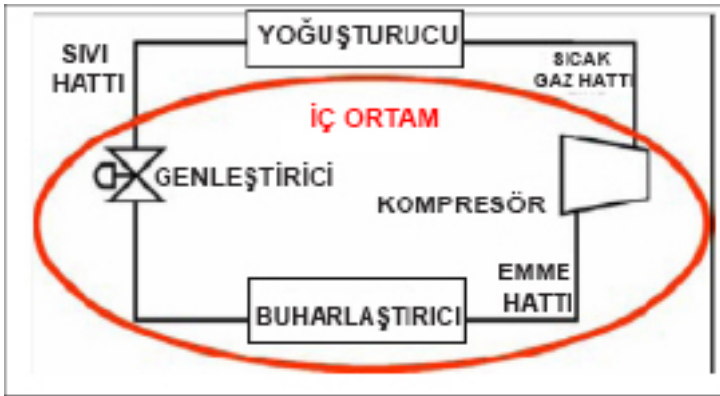 YOĞUŞTURUCU
SIVI
HATTI
SICAK
GAZ HATTI
İÇ ORTAM
GENLEŞTİRİCİ
KOMPRESÖR
EMME
HATTI
BUHARLAŞTIRICI